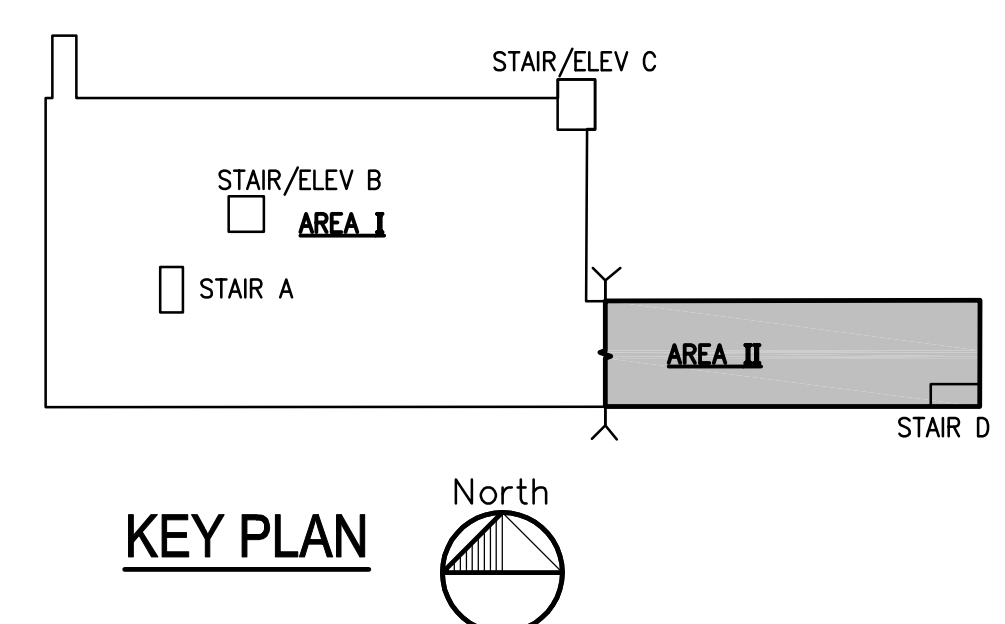 STAIR/ELEV C
STAIR/ELEV B
AREA I
STAIR A
AREA II
STAIR D
North
KEY PLAN